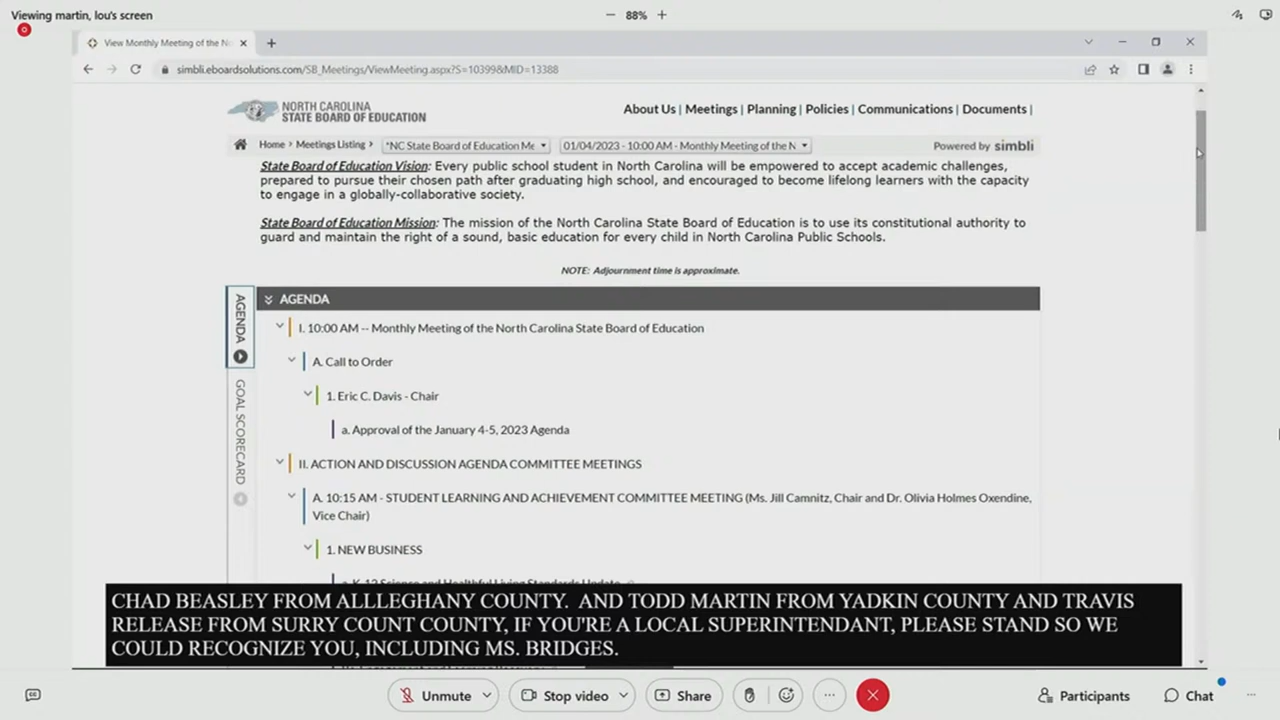 Viewing martin, lou's screen
88%
View Monthly Meeting of the No
simbli.eboardsolutions.com/SB_Meetings/ViewMeeting.aspx?S=10399&MID=13388
NORTH CAROLINA
STATE BOARD OF EDUCATION
About Us | Meetings | Planning | Policies | Communications | Documents |
Home > Meetings Listing > *NC State Board of Education Me 01/04/2023 - 10:00 AM - Monthly Meeting of the N Powered by simbli
State Board of Education Vision: Every public school student in North Carolina will be empowered to accept academic challenges,
prepared to pursue their chosen path after graduating high school, and encouraged to become lifelong learners with the capacity
to engage in a globally-collaborative society.
State Board of Education Mission: The mission of the North Carolina State Board of Education is to use its constitutional authority to
guard and maintain the right of a sound, basic education for every child in North Carolina Public Schools.
NOTE: Adjournment time is approximate.
AGENDA
AGENDA
GOAL SCORECARD
I. 10:00 AM -- Monthly Meeting of the North Carolina State Board of Education
A. Call to Order
1. Eric C. Davis - Chair
a. Approval of the January 4-5, 2023 Agenda
II. ACTION AND DISCUSSION AGENDA COMMITTEE MEETINGS
A. 10:15 AM - STUDENT LEARNING AND ACHIEVEMENT COMMITTEE MEETING (Ms. Jill Camnitz, Chair and Dr. Olivia Holmes Oxendine,
Vice Chair)
1. NEW BUSINESS
a. K-12 Science and Healthful Living Standards Update
CHAD BEASLEY FROM ALLLEGHANY COUNTY. AND TODD MARTIN FROM YADKIN COUNTY AND TRAVIS
RELEASE FROM SURRY COUNT COUNTY, IF YOU'RE A LOCAL SUPERINTENDANT, PLEASE STAND SO WE
COULD RECOGNIZE YOU, INCLUDING MS. BRIDGES.
Unmute Stop video Share Participants Chat